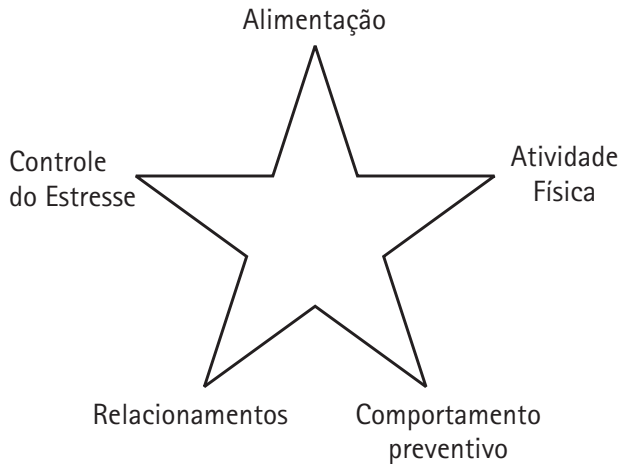 Alimentação
Controle
do Estresse
Atividade
Física
Relacionamentos
Comportamento
preventivo